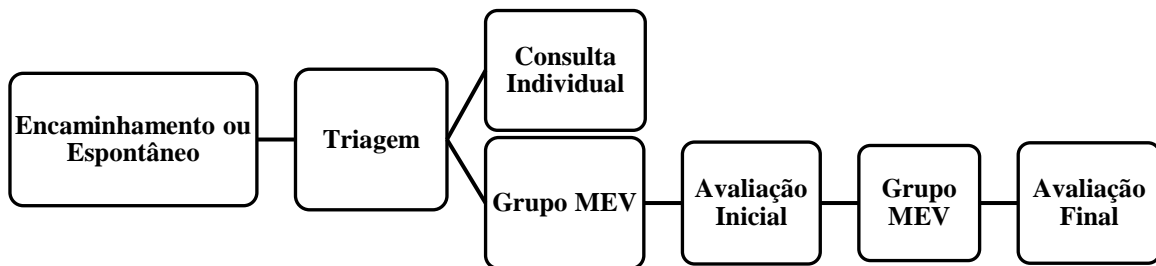 Encaminhamento ou
Espontâneo
Triagem
Consulta
Individual
Grupo MEV
Avaliação
Inicial
Grupo
MEV
Avaliação
Final